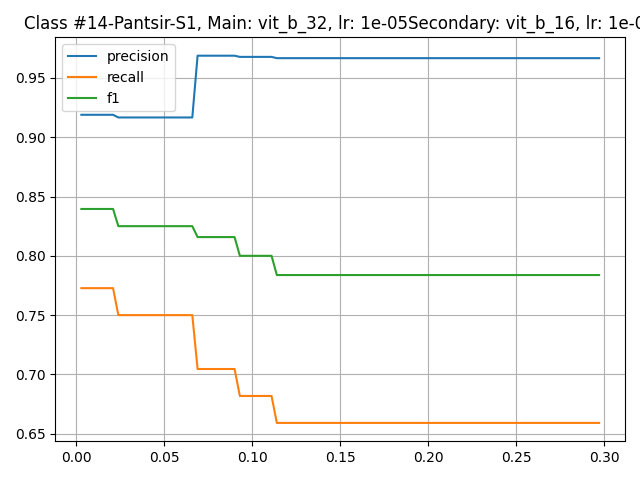 Class #14-Pantsir-S1, Main: vit_b_32, lr: 1e-05Secondary: vit_b_16, lr: 1e-0
precision
recall
f1
0.95
0.90
0.85
0.80
0.75
0.70
0.65
0.00 0.05 0.10 0.15 0.20 0.25 0.30